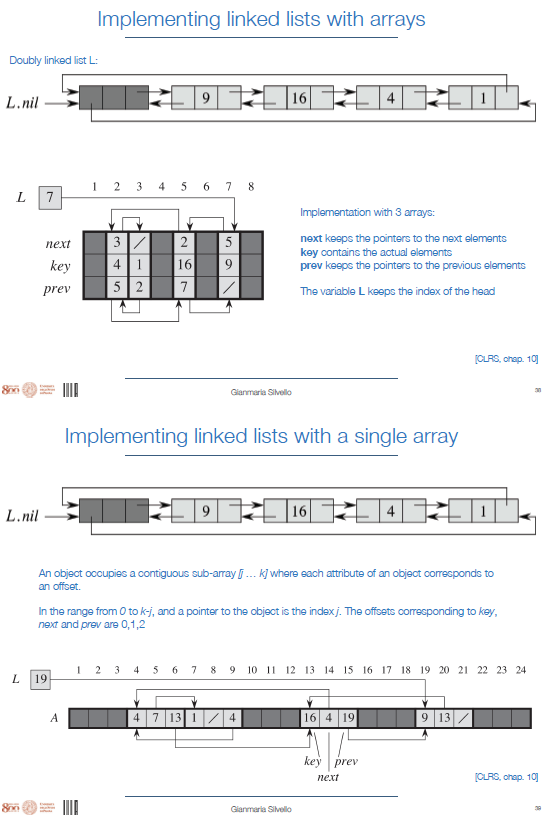 Implementing linked lists with arrays
Doubly linked list L:
L.nil 9 16 4 1
1 2 3 4 5 6 7 8
L 7
next 3 / 2 5
key 4 1 16 9
prev 5 2 7 /
Implementation with 3 arrays:
next keeps the pointers to the next elements
key contains the actual elements
prev keeps the pointers to the previous elements
The variable L keeps the index of the head
[CLRS, chap. 10]
Gianmaria Silvello
38
Implementing linked lists with a single array
L.nil 9 16 4 1
An object occupies a contiguous sub-array [j … k] where each attribute of an object corresponds to
an offset.
In the range from 0 to k-j, and a pointer to the object is the index j. The offsets corresponding to key,
next and prev are 0,1,2
1 2 3 4 5 6 7 8 9 10 11 12 13 14 15 16 17 18 19 20 21 22 23 24
L 19
A 4 7 13 1 / 4 16 4 19 9 13 /
key prev
next
[CLRS, chap. 10]
Gianmaria Silvello
39